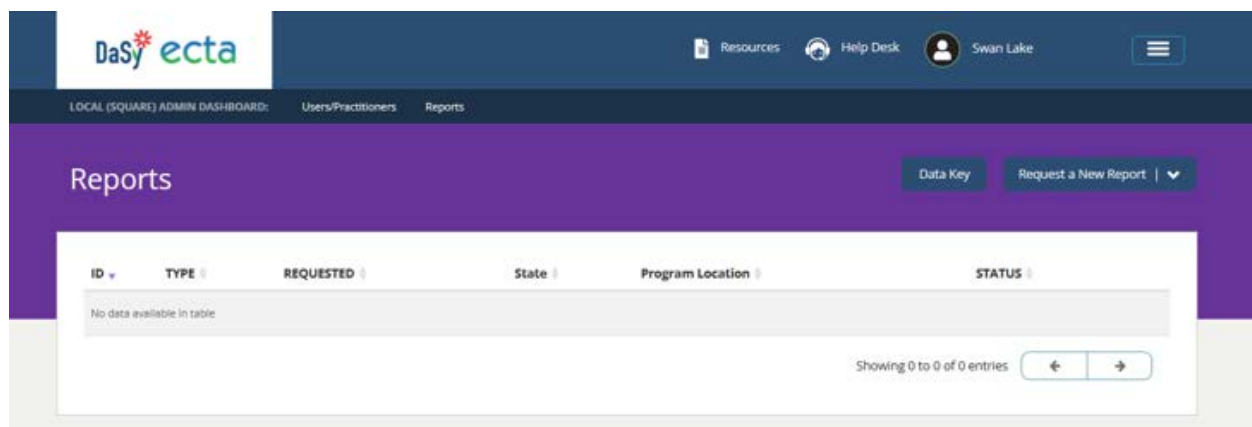 DaSy ecta
Resources Help Desk Swan Lake
LOCAL (SQUARE) ADMIN DASHBOARD: Users/Practitioners Reports
Reports
Data Key Request a New Report |
ID TYPE REQUESTED State Program Location STATUS
No data available in table
Showing 0 to 0 of 0 entries